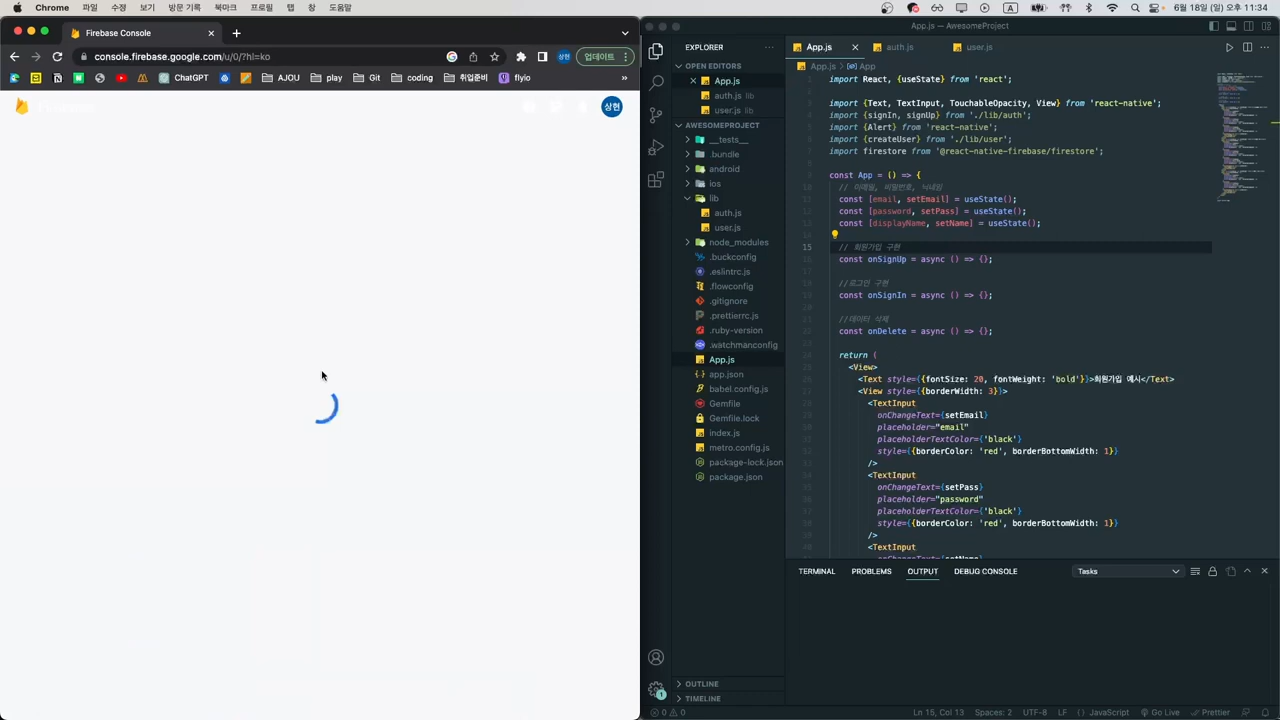 Chrome 파일 수정 보기 방문 기록 북마크 프로필 탭 창 도움말
A
6월 18일 (일) 오후 11:34
Firebase Console
console.firebase.google.com/u/0/?hl=ko
상현
업데이트
ChatGPT
AJOU
play
Git
coding
취업준비
flyio
»
상현
App.js — AwesomeProject
EXPLORER
OPEN EDITORS
App.js
auth.js lib
user.js lib
AWESOMEPROJECT
__tests__
.bundle
android
ios
lib
auth.js
user.js
node_modules
.buckconfig
.eslintrc.js
.flowconfig
.gitignore
.prettierrc.js
.ruby-version
.watchmanconfig
App.js
app.json
babel.config.js
Gemfile
Gemfile.lock
index.js
metro.config.js
package-lock.json
package.json
OUTLINE
TIMELINE
App.js
auth.js
user.js
App.js > App
import React, {useState} from 'react';
import {Text, TextInput, TouchableOpacity, View} from 'react-native';
import {signIn, signUp} from './lib/auth';
import {Alert} from 'react-native';
import {createUser} from './lib/user';
import firestore from '@react-native-firebase/firestore';
const App = () => {
// 이메일, 비밀번호, 닉네임
const [email, setEmail] = useState();
const [password, setPass] = useState();
const [displayName, setName] = useState();
15 // 회원가입 구현
const onSignUp = async () => {};
//로그인 구현
const onSignIn = async () => {};
//데이터 삭제
const onDelete = async () => {};
return (
<View>
<Text style={{fontSize: 20, fontWeight: 'bold'}}>회원가입 예시</Text>
<View style={{borderWidth: 3}}>
<TextInput
onChangeText={setEmail}
placeholder="email"
placeholderTextColor={'black'}
style={{borderColor: 'red', borderBottomWidth: 1}}
/>
<TextInput
onChangeText={setPass}
placeholder="password"
placeholderTextColor={'black'}
style={{borderColor: 'red', borderBottomWidth: 1}}
/>
<TextInput
onChangeText={setName}
TERMINAL PROBLEMS OUTPUT DEBUG CONSOLE
Tasks
1
0 0
Ln 15, Col 13 Spaces: 2 UTF-8 LF {} JavaScript Go Live Prettier